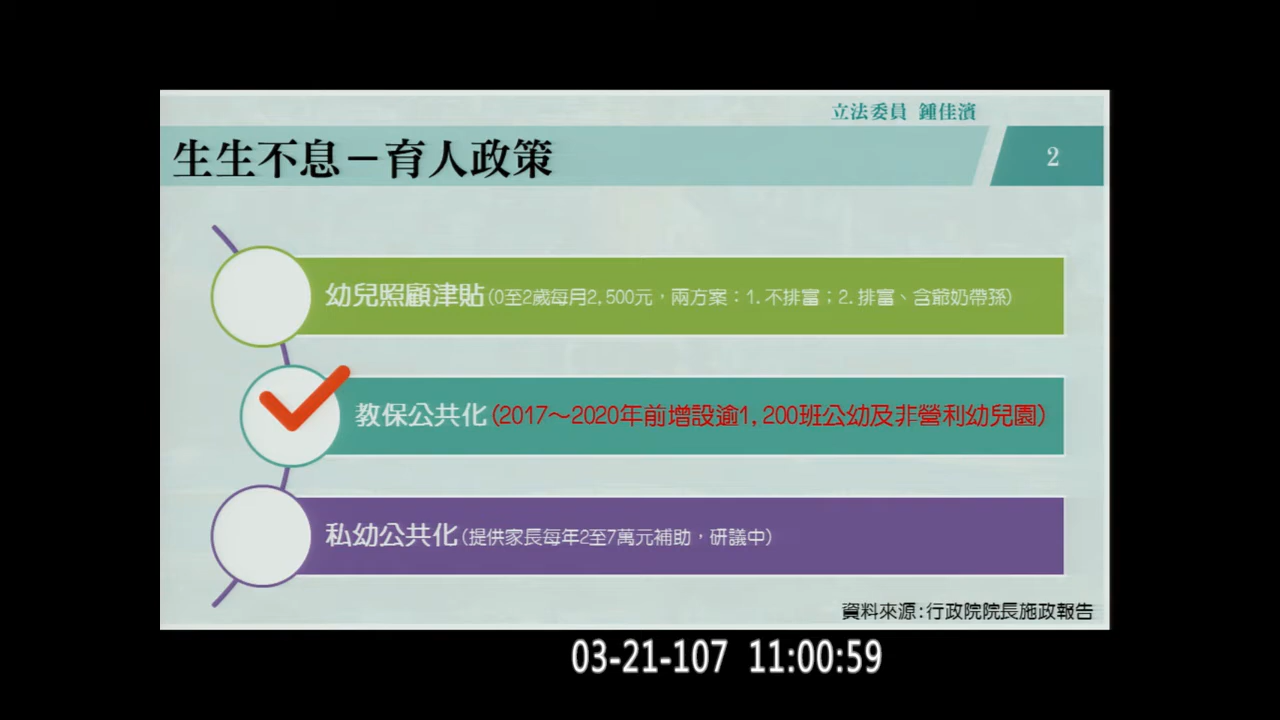 立法委員 鍾佳濱
生生不息－育人政策
2
幼兒照顧津貼(0至2歲每月2,500元，兩方案：1.不排富；2.排富、含爺奶帶孫)
教保公共化(2017～2020年前增設逾1,200班公幼及非營利幼兒園)
私幼公共化(提供家長每年2至7萬元補助，研議中)
資料來源:行政院院長施政報告
03-21-107 11:00:59